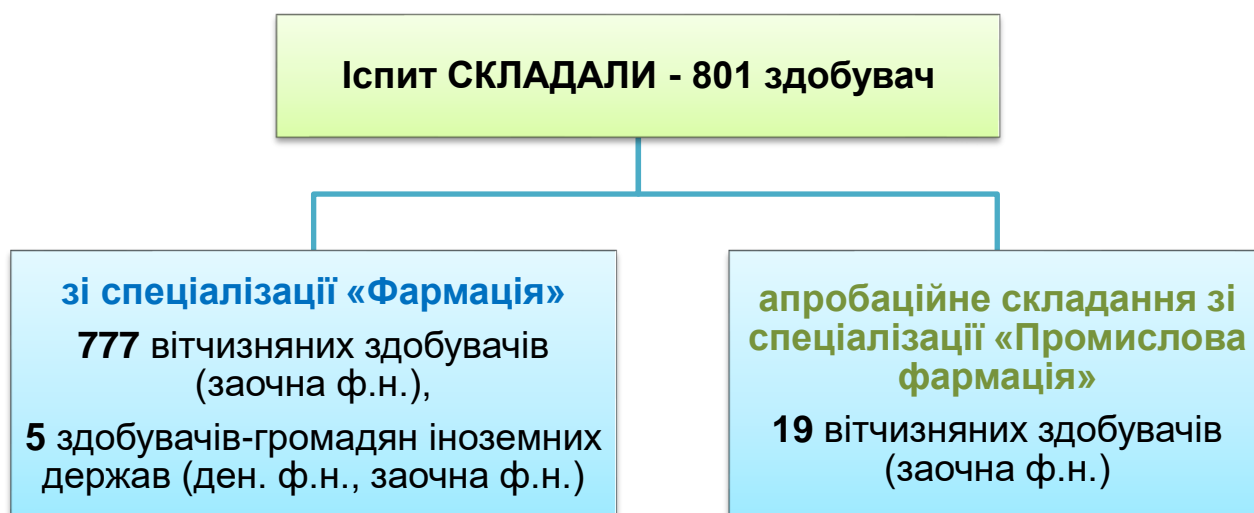 Іспит СКЛАДАЛИ - 801 здобувач
зі спеціалізації «Фармація»
777 вітчизняних здобувачів
(заочна ф.н.),
5 здобувачів-громадян іноземних
держав (ден. ф.н., заочна ф.н.)
апробаційне складання зі
спеціалізації «Промислова
фармація»
19 вітчизняних здобувачів
(заочна ф.н.)